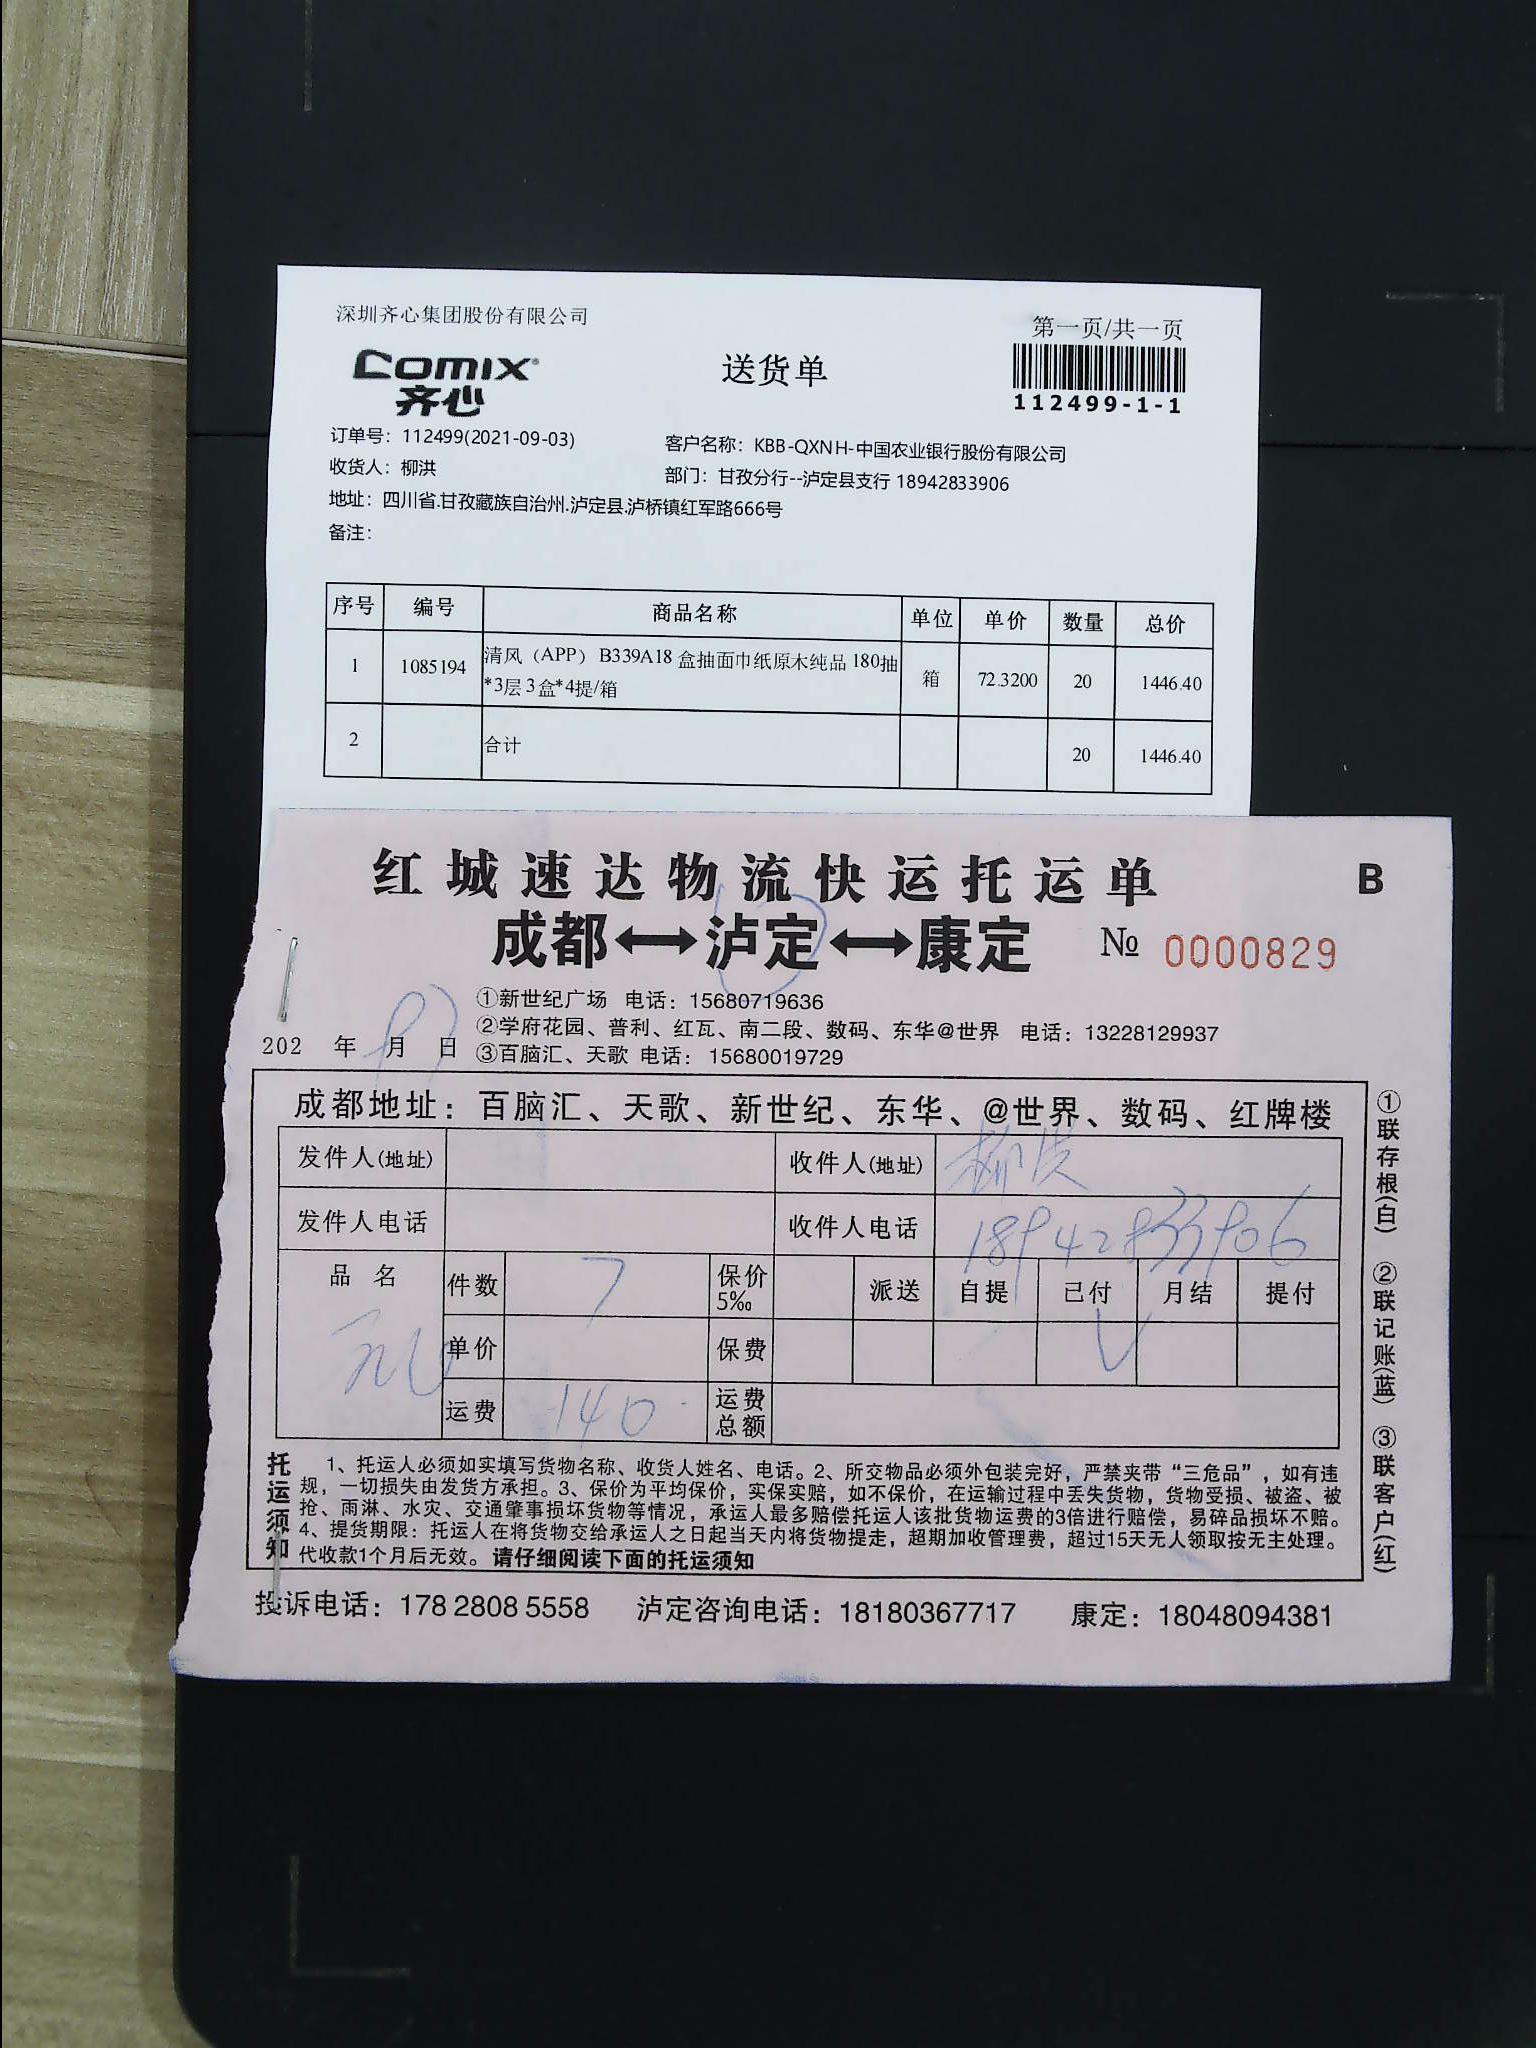 深圳齐心集团股份有限公司
第一页/共一页
comix
齐心
送货单
112499-1-1
订单号：112499(2021-09-03)
客户名称：KBB-QXNH-中国农业银行股份有限公司
收货人：柳洪
部门：甘孜分行--泸定县支行 18942833906
地址：四川省.甘孜藏族自治州.泸定县.泸桥镇红军路666号
备注：
序号 编号 商品名称 单位 单价 数量 总价
1 1085194 清风（APP）B339A18 盒抽面巾纸原木纯品 180抽
*3层 3盒*4提/箱 箱 72.3200 20 1446.40
2 合计 20 1446.40
红城速达物流快运托运单 B
成都↔泸定↔康定 № 0000829
①新世纪广场 电话：15680719636
②学府花园、普利、红瓦、南二段、数码、东华@世界 电话：13228129937
202 年 月 日 ③百脑汇、天歌 电话：15680019729
成都地址：百脑汇、天歌、新世纪、东华、@世界、数码、红牌楼
发件人(地址) 收件人(地址) 柳洪
发件人电话 收件人电话 18942833906
品名 件数 7 保价5‰ 派送 自提 已付 月结 提付
单价 保费 √
运费 140 运费总额
托运须知
1、托运人必须如实填写货物名称、收货人姓名、电话。2、所交物品必须外包装完好，严禁夹带“三危品”，如有违
规，一切损失由发货方承担。3、保价为平均保价，实保实赔，如不保价，在运输过程中丢失货物，货物受损、被盗、被
抢、雨淋、水灾、交通肇事损坏货物等情况，承运人最多赔偿托运人该批货物运费的3倍进行赔偿，易碎品损坏不赔。
4、提货期限：托运人在将货物交给承运人之日起当天内将货物提走，超期加收管理费，超过15天无人领取按无主处理。
代收款1个月后无效。请仔细阅读下面的托运须知
①联存根(白) ②联记账(蓝) ③联客户(红)
投诉电话：178 2808 5558 泸定咨询电话：18180367717 康定：18048094381